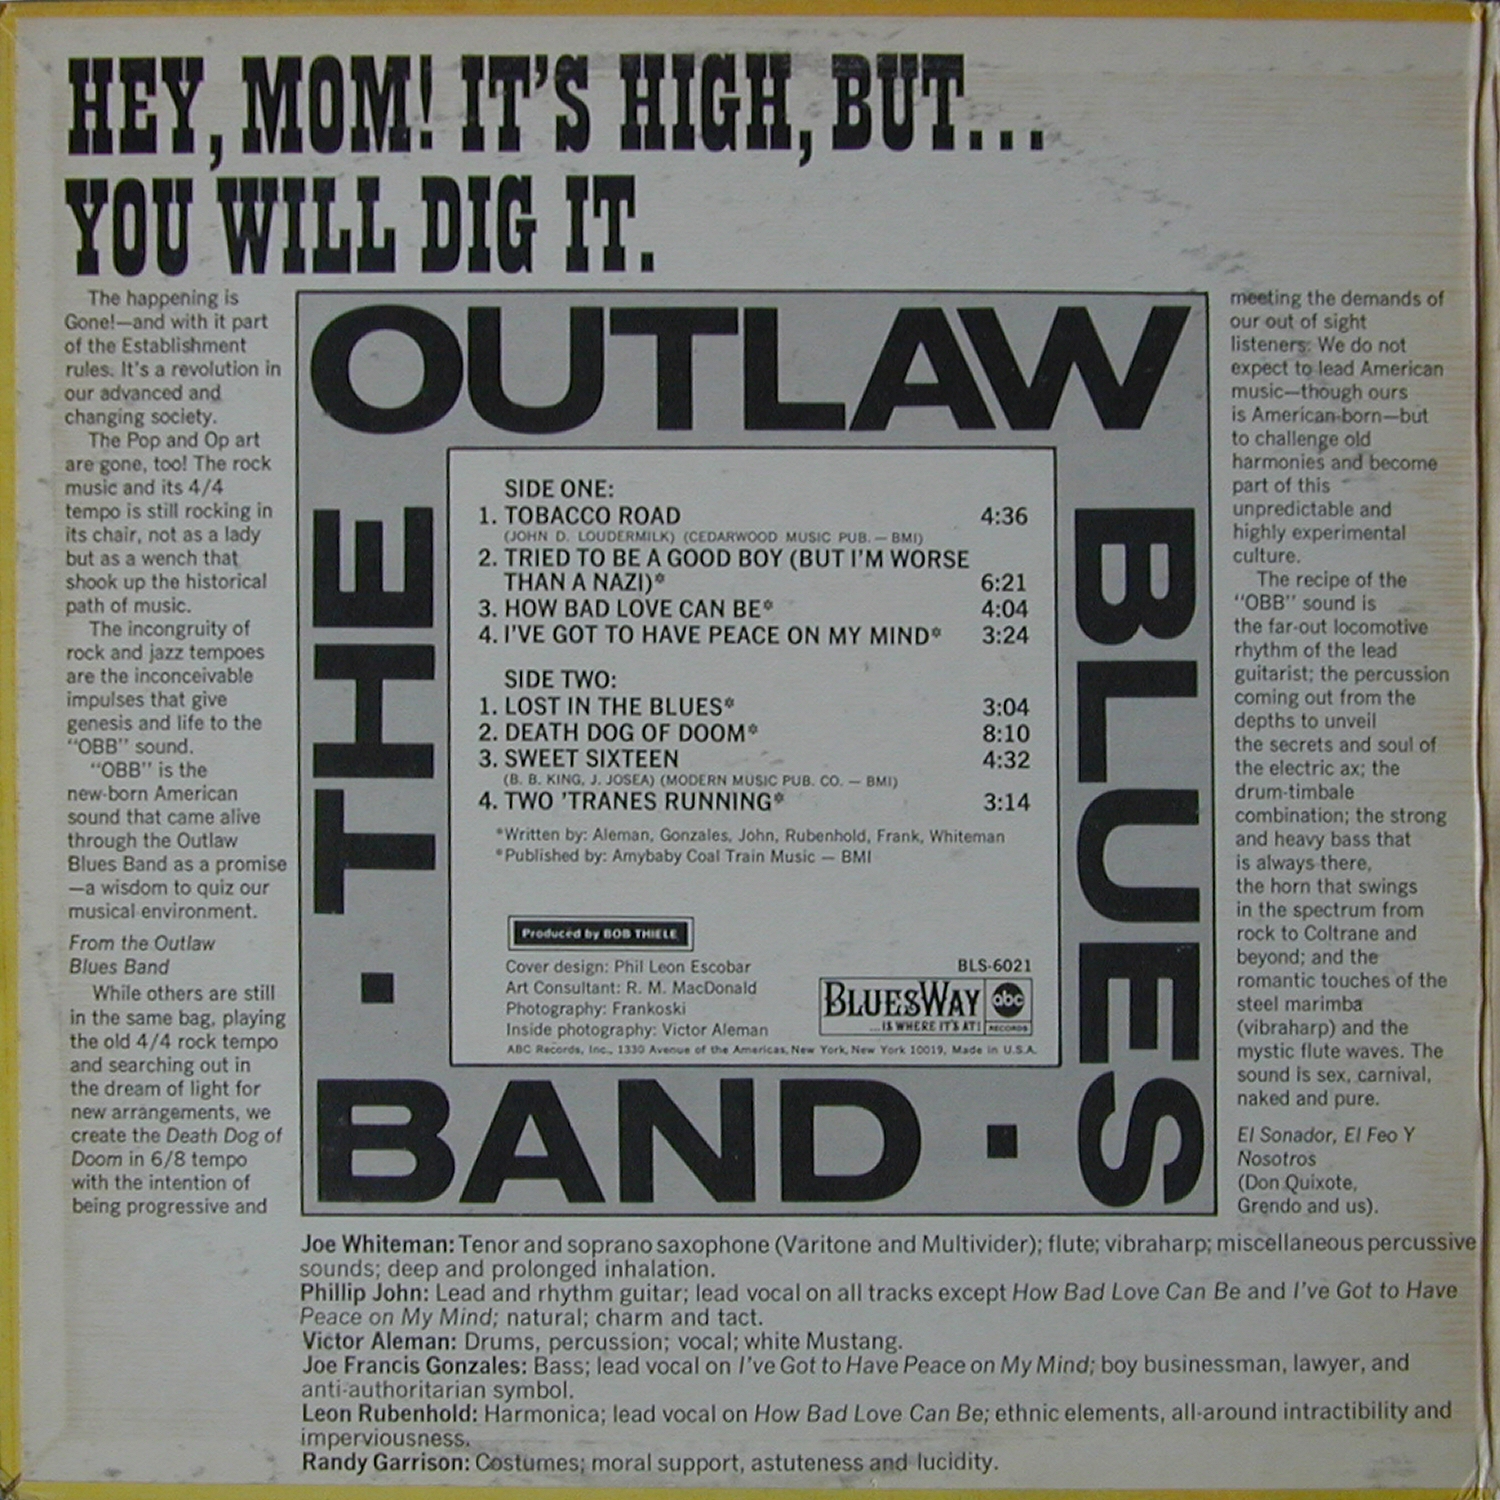 HEY, MOM! IT'S HIGH, BUT...
YOU WILL DIG IT.
The happening is
Gone!—and with it part
of the Establishment
rules. It's a revolution in
our advanced and
changing society.
The Pop and Op art
are gone, too! The rock
music and its 4/4
tempo is still rocking in
its chair, not as a lady
but as a wench that
shook up the historical
path of music.
The incongruity of
rock and jazz tempoes
are the inconceivable
impulses that give
genesis and life to the
"OBB" sound.
"OBB" is the
new-born American
sound that came alive
through the Outlaw
Blues Band as a promise
—a wisdom to quiz our
musical environment.
From the Outlaw
Blues Band
While others are still
in the same bag, playing
the old 4/4 rock tempo
and searching out in
the dream of light for
new arrangements, we
create the Death Dog of
Doom in 6/8 tempo
with the intention of
being progressive and
meeting the demands of
our out of sight
listeners: We do not
expect to lead American
music—though ours
is American-born—but
to challenge old
harmonies and become
part of this
unpredictable and
highly experimental
culture.
The recipe of the
"OBB" sound is
the far-out locomotive
rhythm of the lead
guitarist; the percussion
coming out from the
depths to unveil
the secrets and soul of
the electric ax; the
drum-timbale
combination; the strong
and heavy bass that
is always there,
the horn that swings
in the spectrum from
rock to Coltrane and
beyond; and the
romantic touches of the
steel marimba
(vibraharp) and the
mystic flute waves. The
sound is sex, carnival,
naked and pure.
El Sonador, El Feo Y
Nosotros
(Don Quixote,
Grendo and us).
THE
OUTLAW
BLUES
BAND
SIDE ONE:
1. TOBACCO ROAD 4:36
(JOHN D. LOUDERMILK) (CEDARWOOD MUSIC PUB. — BMI)
2. TRIED TO BE A GOOD BOY (BUT I'M WORSE
THAN A NAZI)* 6:21
3. HOW BAD LOVE CAN BE* 4:04
4. I'VE GOT TO HAVE PEACE ON MY MIND* 3:24
SIDE TWO:
1. LOST IN THE BLUES* 3:04
2. DEATH DOG OF DOOM* 8:10
3. SWEET SIXTEEN 4:32
(B. B. KING, J. JOSEA) (MODERN MUSIC PUB. CO. — BMI)
4. TWO 'TRANES RUNNING* 3:14
*Written by: Aleman, Gonzales, John, Rubenhold, Frank, Whiteman
*Published by: Amybaby Coal Train Music — BMI
Produced by BOB THIELE
Cover design: Phil Leon Escobar
Art Consultant: R. M. MacDonald
Photography: Frankoski
Inside photography: Victor Aleman
BLS-6021
BLUESWAY abc
...IS WHERE IT'S AT! RECORDS
ABC Records, Inc., 1330 Avenue of the Americas, New York, New York 10019, Made in U.S.A.
Joe Whiteman: Tenor and soprano saxophone (Varitone and Multivider); flute; vibraharp; miscellaneous percussive
sounds; deep and prolonged inhalation.
Phillip John: Lead and rhythm guitar; lead vocal on all tracks except How Bad Love Can Be and I've Got to Have
Peace on My Mind; natural; charm and tact.
Victor Aleman: Drums, percussion; vocal; white Mustang.
Joe Francis Gonzales: Bass; lead vocal on I've Got to Have Peace on My Mind; boy businessman, lawyer, and
anti-authoritarian symbol.
Leon Rubenhold: Harmonica; lead vocal on How Bad Love Can Be; ethnic elements, all-around intractibility and
imperviousness.
Randy Garrison: Costumes; moral support, astuteness and lucidity.